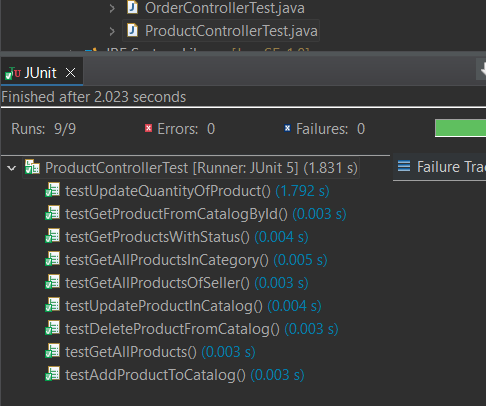 OrderControllerTest.java
ProductControllerTest.java
JUnit
Finished after 2.023 seconds
Runs: 9/9 Errors: 0 Failures: 0
ProductControllerTest [Runner: JUnit 5] (1.831 s) Failure Trac
testUpdateQuantityOfProduct() (1.792 s)
testGetProductFromCatalogById() (0.003 s)
testGetProductsWithStatus() (0.004 s)
testGetAllProductsInCategory() (0.005 s)
testGetAllProductsOfSeller() (0.003 s)
testUpdateProductInCatalog() (0.004 s)
testDeleteProductFromCatalog() (0.003 s)
testGetAllProducts() (0.003 s)
testAddProductToCatalog() (0.003 s)